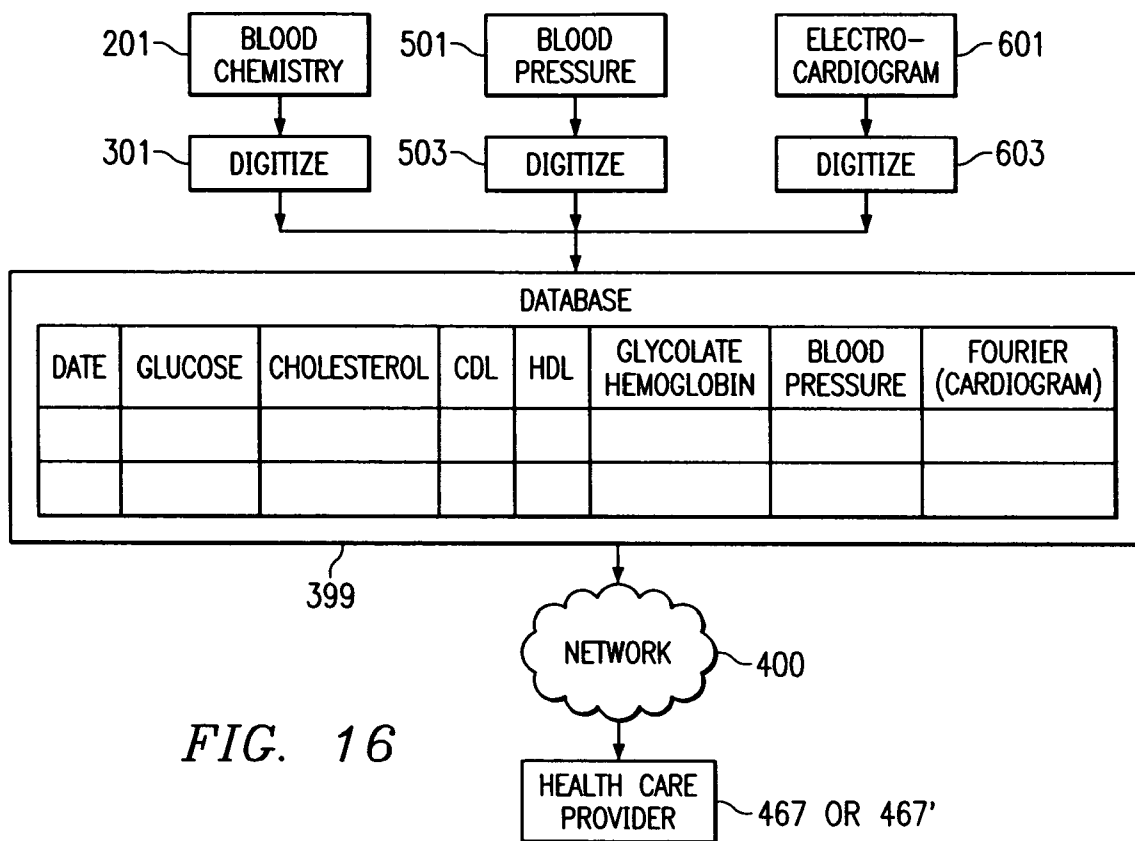 201
BLOOD
CHEMISTRY
501
BLOOD
PRESSURE
ELECTRO-
CARDIOGRAM
601
301
DIGITIZE
503
DIGITIZE
DIGITIZE
603
DATABASE
DATE
GLUCOSE
CHOLESTEROL
CDL
HDL
GLYCOLATE
HEMOGLOBIN
BLOOD
PRESSURE
FOURIER
(CARDIOGRAM)
399
NETWORK
400
FIG. 16
HEALTH CARE
PROVIDER
467 OR 467'